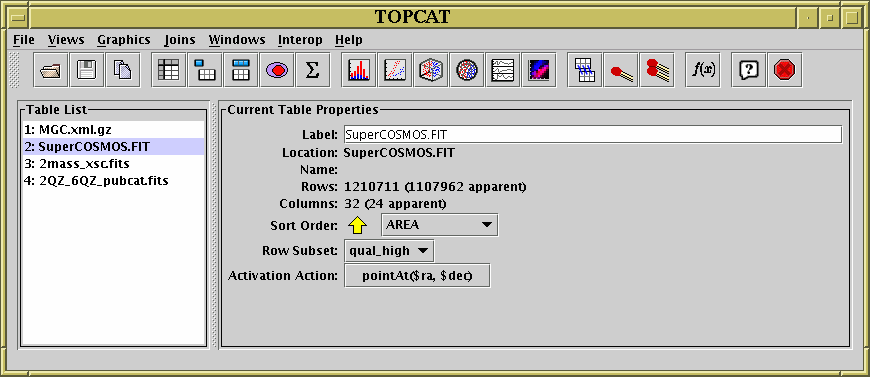 TOPCAT
File Views Graphics Joins Windows Interop Help
Σ f(x) ?
Table List
1: MGC.xml.gz
2: SuperCOSMOS.FIT
3: 2mass_xsc.fits
4: 2QZ_6QZ_pubcat.fits
Current Table Properties
Label: SuperCOSMOS.FIT
Location: SuperCOSMOS.FIT
Name:
Rows: 1210711 (1107962 apparent)
Columns: 32 (24 apparent)
Sort Order: AREA
Row Subset: qual_high
Activation Action: pointAt($ra, $dec)